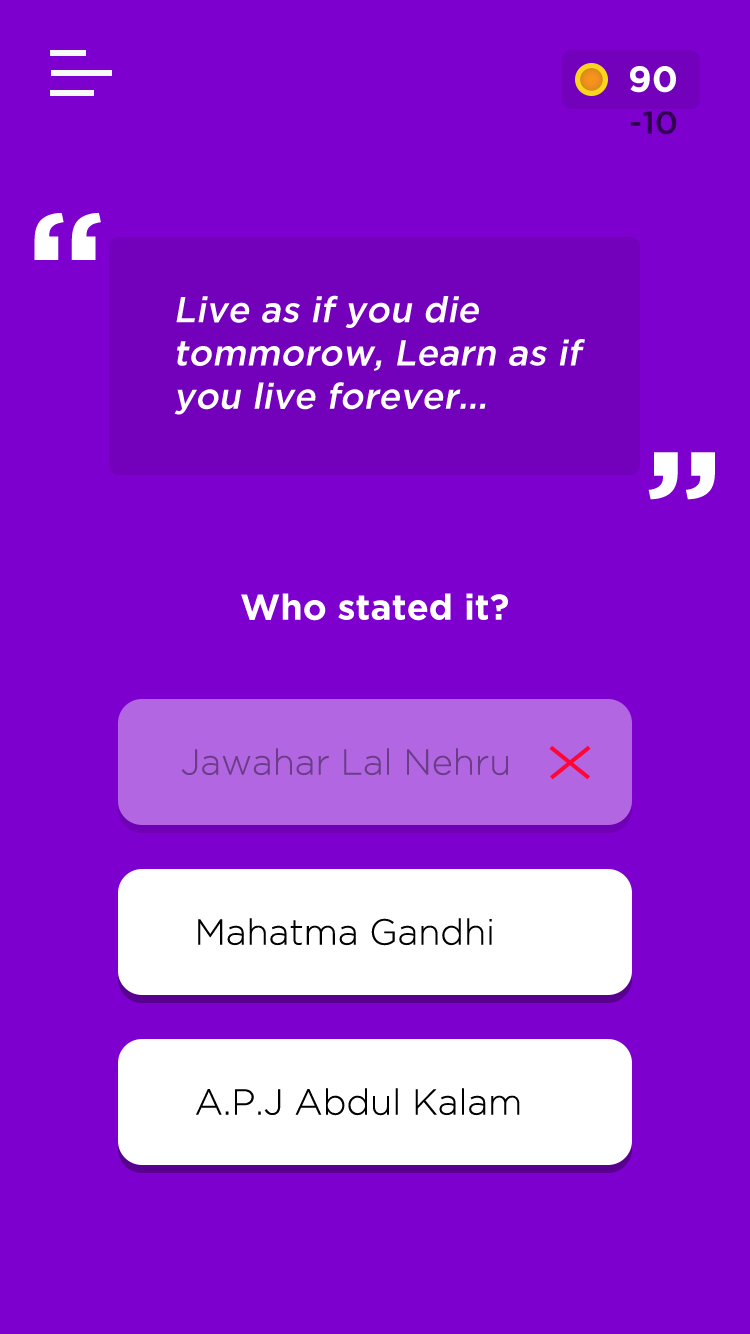 90
-10
“
Live as if you die
tommorow, Learn as if
you live forever...
”
Who stated it?
Jawahar Lal Nehru
Mahatma Gandhi
A.P.J Abdul Kalam